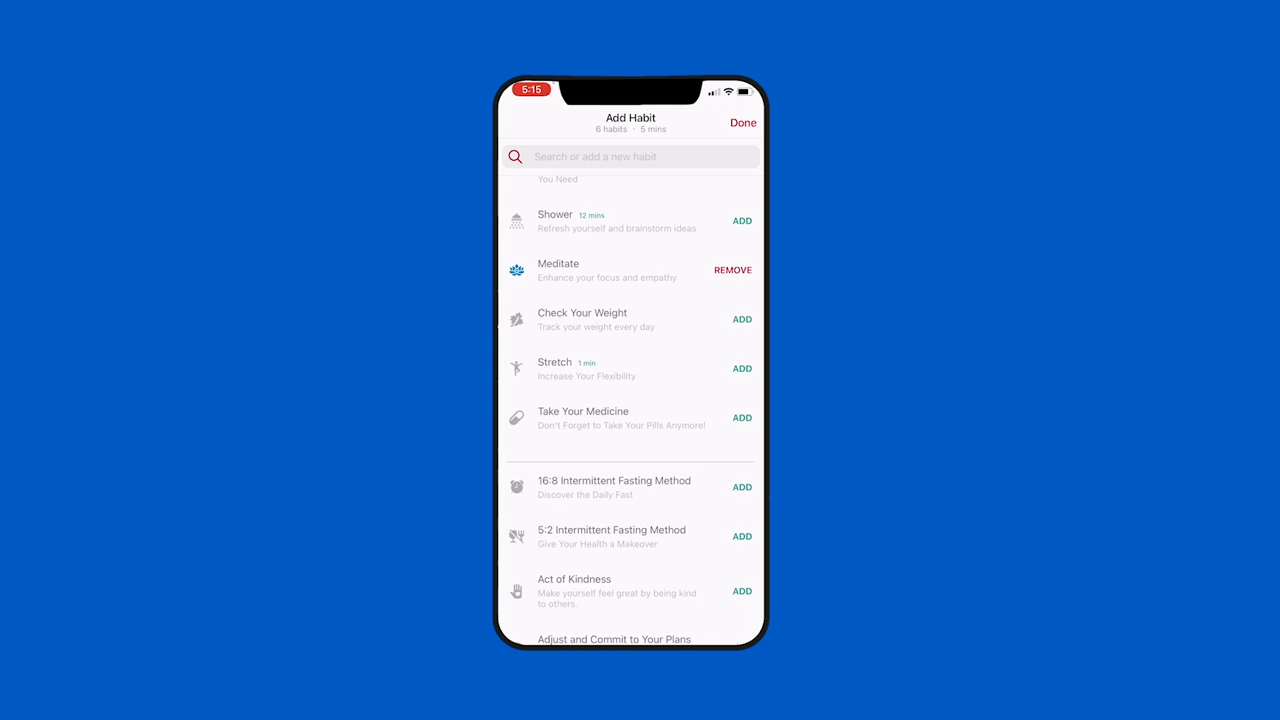 5:15
Add Habit
6 habits · 5 mins
Done
Search or add a new habit
You Need
Shower 12 mins
Refresh yourself and brainstorm ideas
ADD
Meditate
Enhance your focus and empathy
REMOVE
Check Your Weight
Track your weight every day
ADD
Stretch 1 min
Increase Your Flexibility
ADD
Take Your Medicine
Don't Forget to Take Your Pills Anymore!
ADD
16:8 Intermittent Fasting Method
Discover the Daily Fast
ADD
5:2 Intermittent Fasting Method
Give Your Health a Makeover
ADD
Act of Kindness
Make yourself feel great by being kind
to others.
ADD
Adjust and Commit to Your Plans